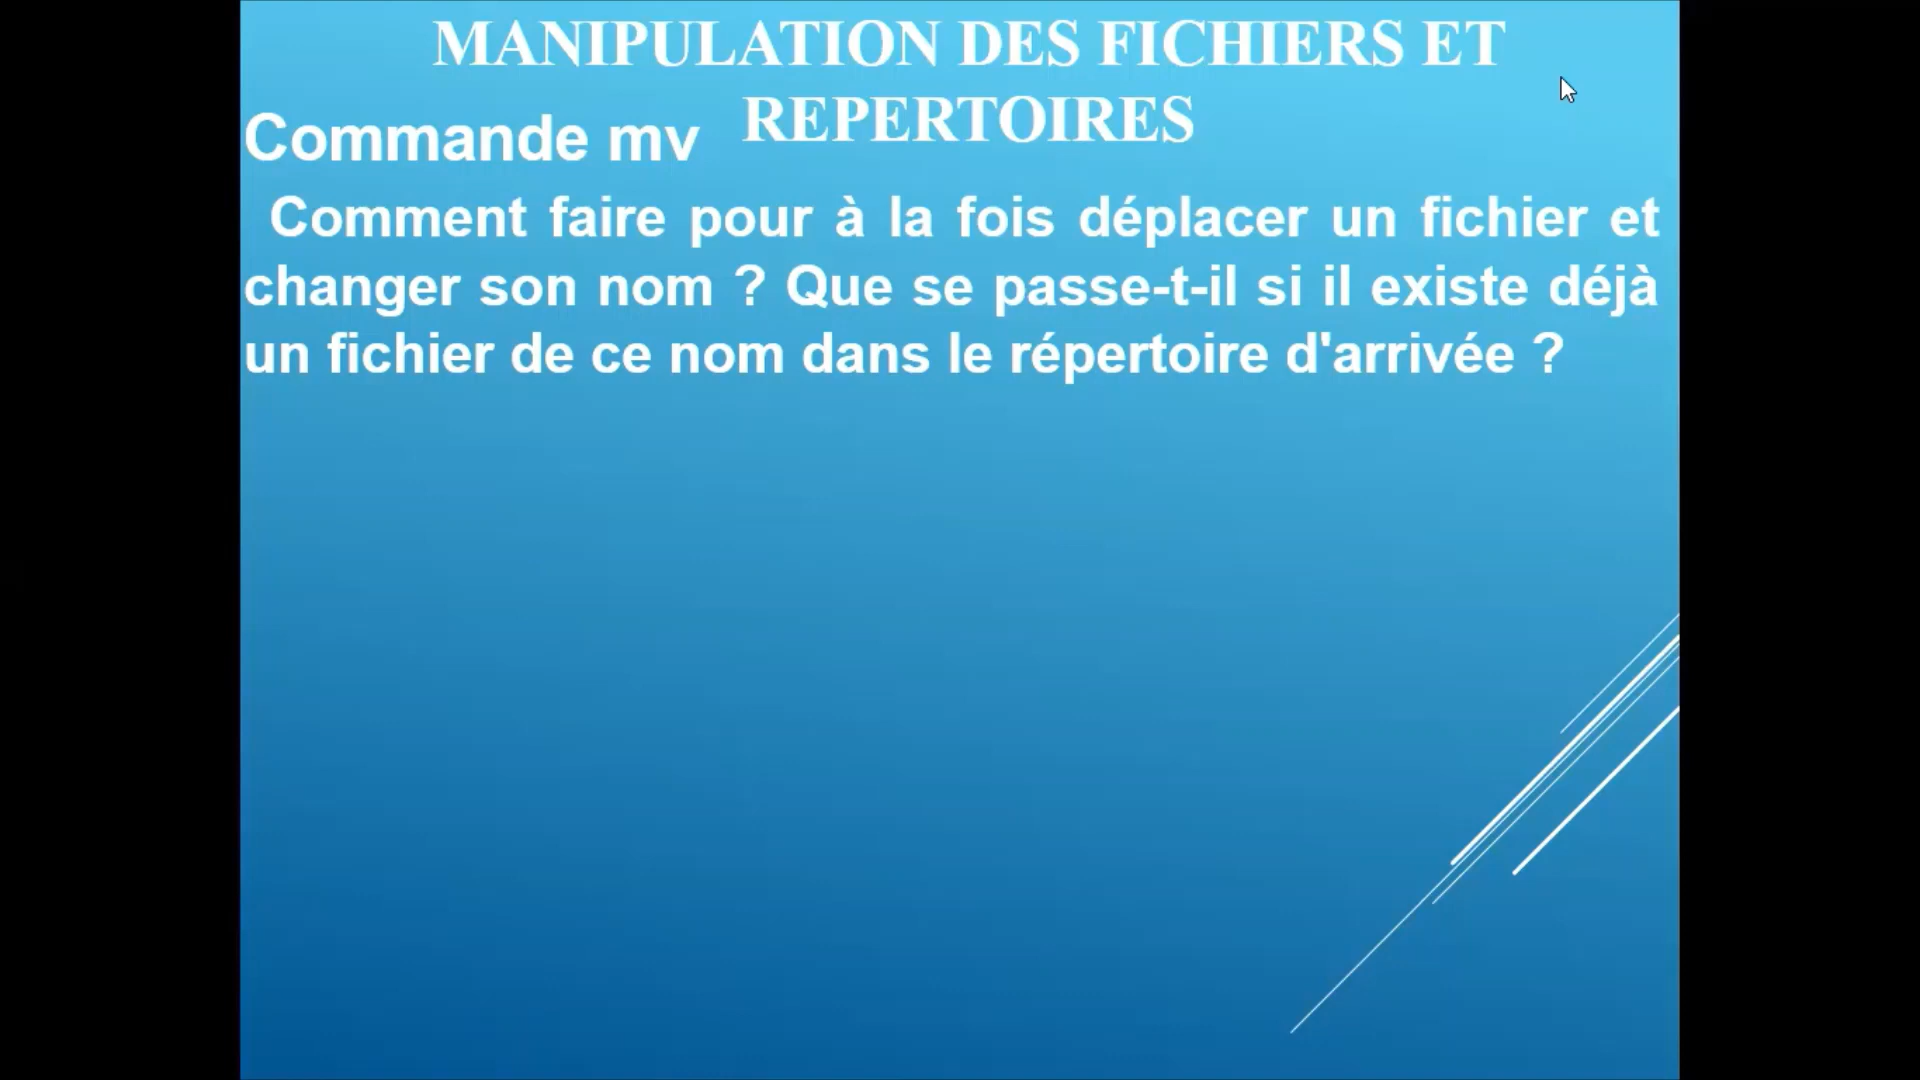 MANIPULATION DES FICHIERS ET
REPERTOIRES
Commande mv
Comment faire pour à la fois déplacer un fichier et
changer son nom ? Que se passe-t-il si il existe déjà
un fichier de ce nom dans le répertoire d'arrivée ?